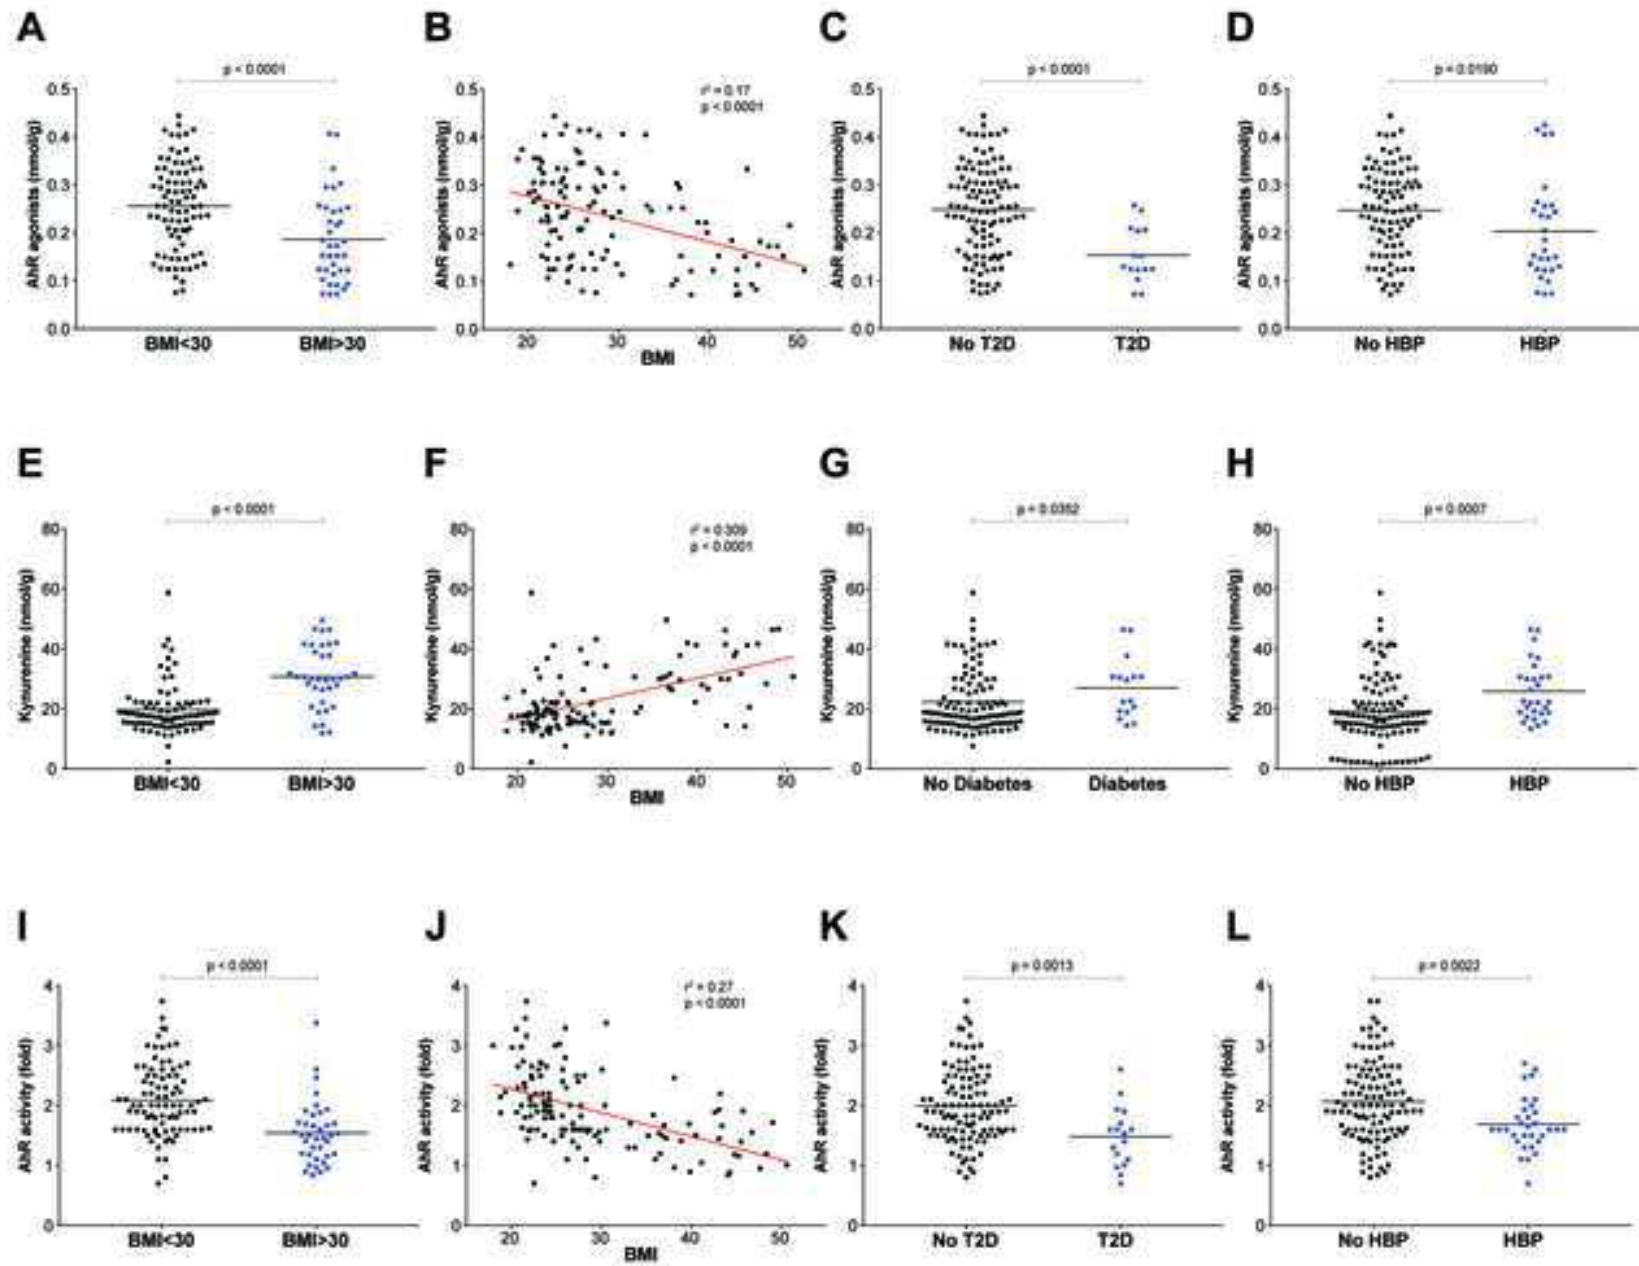 A
B
C
D
p < 0.0001
r² = 0.17
p < 0.0001
p < 0.0001
p = 0.0190
AhR agonists (nmol/g)
0.5
0.4
0.3
0.2
0.1
0.0
BMI<30
BMI>30
AhR agonists (nmol/g)
0.5
0.4
0.3
0.2
0.1
0.0
20
30
40
50
BMI
AhR agonists (nmol/g)
0.5
0.4
0.3
0.2
0.1
0.0
No T2D
T2D
AhR agonists (nmol/g)
0.5
0.4
0.3
0.2
0.1
0.0
No HBP
HBP
E
F
G
H
p < 0.0001
r² = 0.309
p < 0.0001
p = 0.0352
p = 0.0007
Kynurenine (nmol/g)
80
60
40
20
0
BMI<30
BMI>30
Kynurenine (nmol/g)
80
60
40
20
0
20
30
40
50
BMI
Kynurenine (nmol/g)
80
60
40
20
0
No Diabetes
Diabetes
Kynurenine (nmol/g)
80
60
40
20
0
No HBP
HBP
I
J
K
L
p < 0.0001
r² = 0.27
p < 0.0001
p = 0.0013
p = 0.0022
AhR activity (fold)
4
3
2
1
0
BMI<30
BMI>30
AhR activity (fold)
4
3
2
1
0
20
30
40
50
BMI
AhR activity (fold)
4
3
2
1
0
No T2D
T2D
AhR activity (fold)
4
3
2
1
0
No HBP
HBP